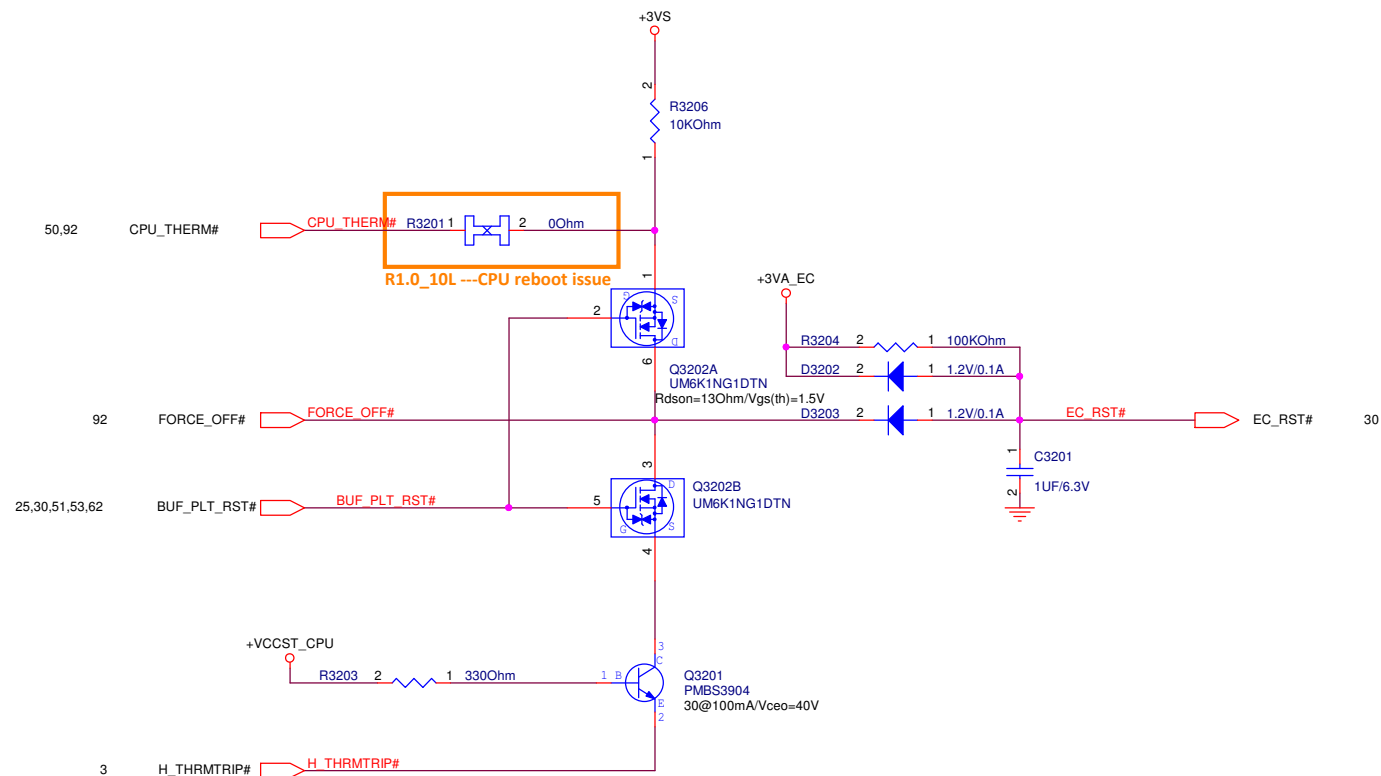 +3VS
2
R3206
10KOhm
1
50,92
CPU_THERM#
CPU_THERM#
R3201
1
2
0Ohm
R1.0_10L ---CPU reboot issue
1
S
G
2
D
6
Q3202A
UM6K1NG1DTN
Rdson=13Ohm/Vgs(th)=1.5V
+3VA_EC
R3204
2
1
100KOhm
D3202
2
1
1.2V/0.1A
92
FORCE_OFF#
FORCE_OFF#
D3203
2
1
1.2V/0.1A
EC_RST#
EC_RST#
30
1
C3201
1UF/6.3V
2
3
D
Q3202B
UM6K1NG1DTN
25,30,51,53,62
BUF_PLT_RST#
BUF_PLT_RST#
5
G
S
4
+VCCST_CPU
R3203
2
1
330Ohm
3
C
1
B
Q3201
PMBS3904
30@100mA/Vceo=40V
E
2
3
H_THRMTRIP#
H_THRMTRIP#